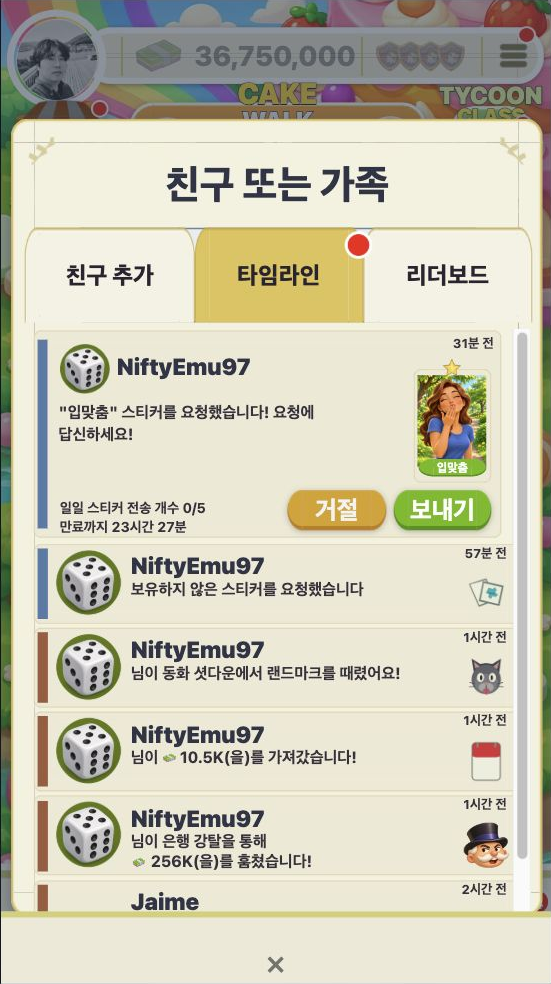 36,750,000
CAKE
WALK
TYCOON
CLASS
친구 또는 가족
친구 추가
타임라인
리더보드
31분 전
NiftyEmu97
"입맞춤" 스티커를 요청했습니다! 요청에
답신하세요!
입맞춤
일일 스티커 전송 개수 0/5
만료까지 23시간 27분
거절
보내기
57분 전
NiftyEmu97
보유하지 않은 스티커를 요청했습니다
1시간 전
NiftyEmu97
님이 동화 셧다운에서 랜드마크를 때렸어요!
1시간 전
NiftyEmu97
님이 10.5K(을)를 가져갔습니다!
1시간 전
NiftyEmu97
님이 은행 강탈을 통해
256K(을)를 훔쳤습니다!
2시간 전
Jaime